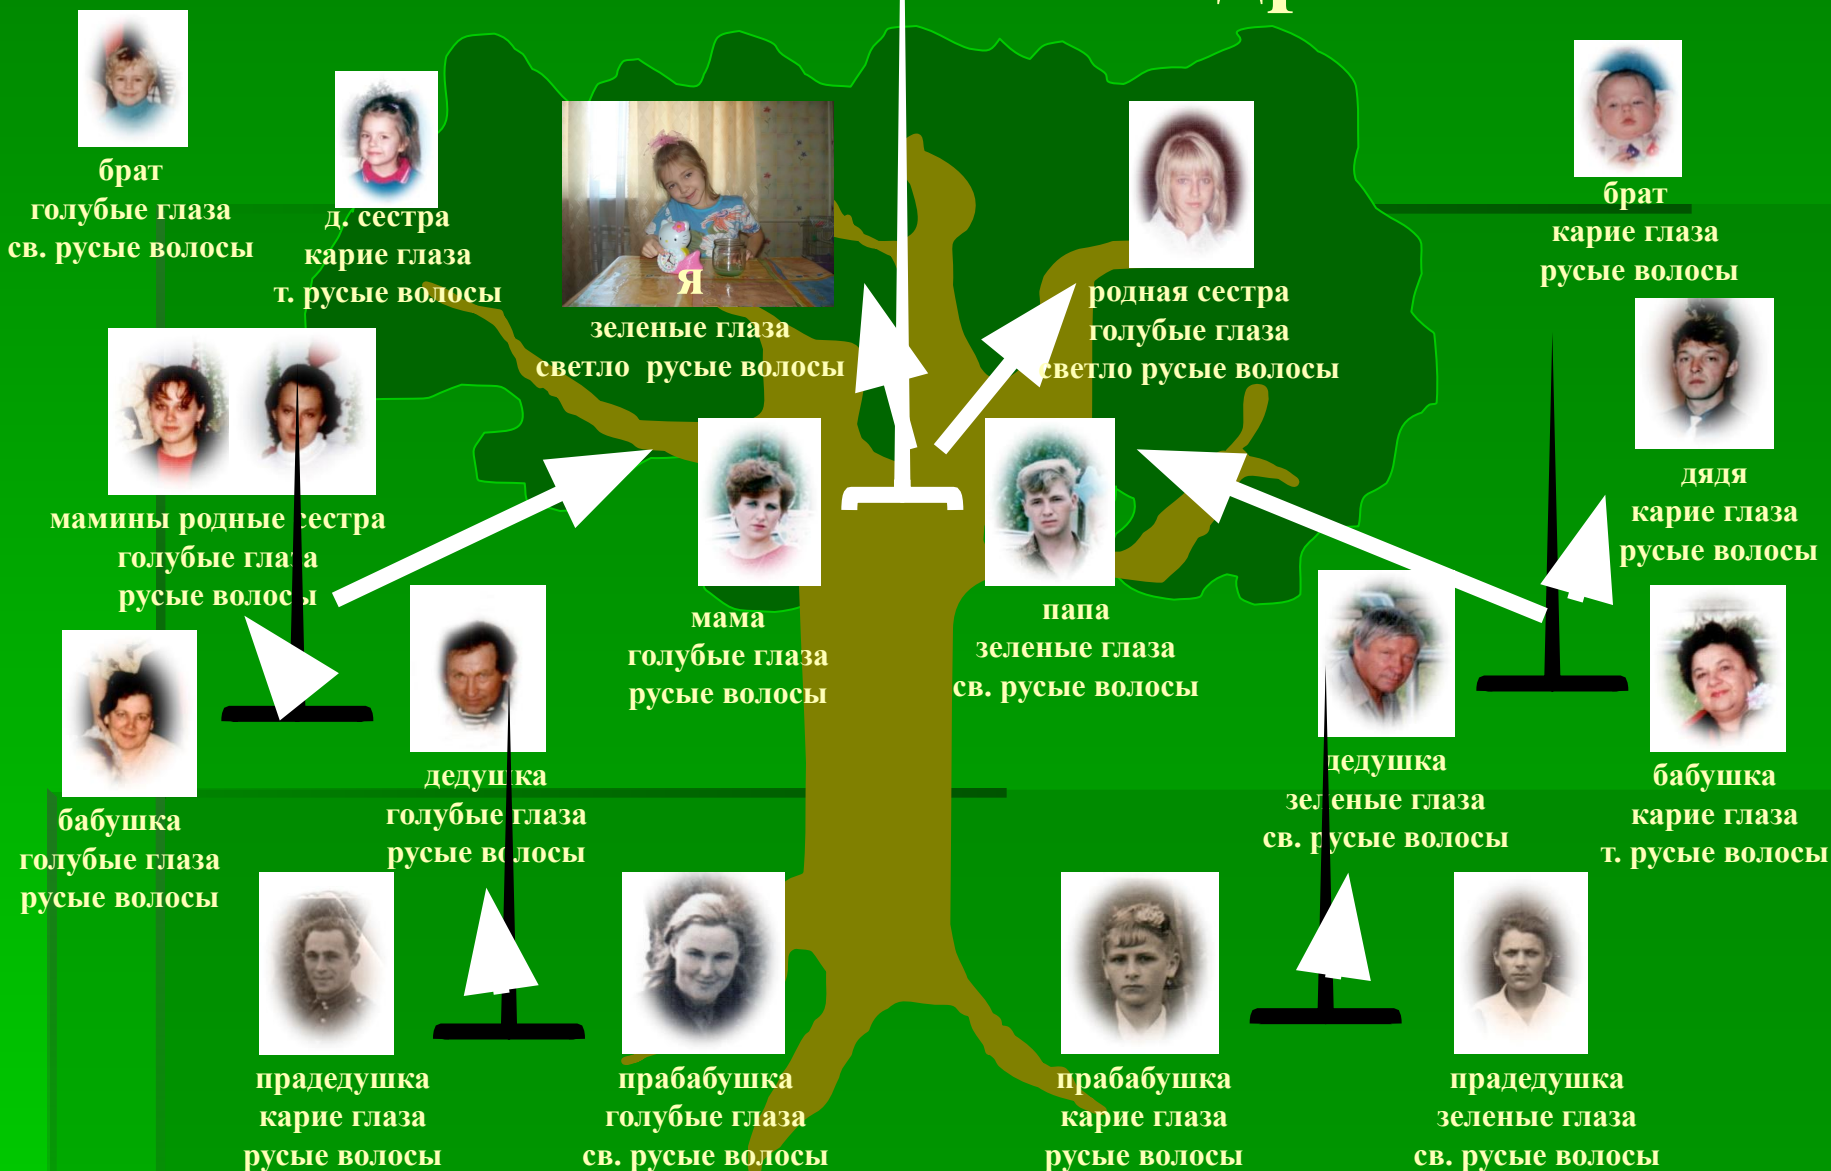 брат
голубые глаза
св. русые волосы
д. сестра
карие глаза
т. русые волосы
я
зеленые глаза
светло русые волосы
родная сестра
голубые глаза
светло русые волосы
брат
карие глаза
русые волосы
мамины родные сестра
голубые глаза
русые волосы
мама
голубые глаза
русые волосы
папа
зеленые глаза
св. русые волосы
дядя
карие глаза
русые волосы
бабушка
голубые глаза
русые волосы
дедушка
голубые глаза
русые волосы
дедушка
зеленые глаза
св. русые волосы
бабушка
карие глаза
т. русые волосы
прадедушка
карие глаза
русые волосы
прабабушка
голубые глаза
св. русые волосы
прабабушка
карие глаза
русые волосы
прадедушка
зеленые глаза
св. русые волосы